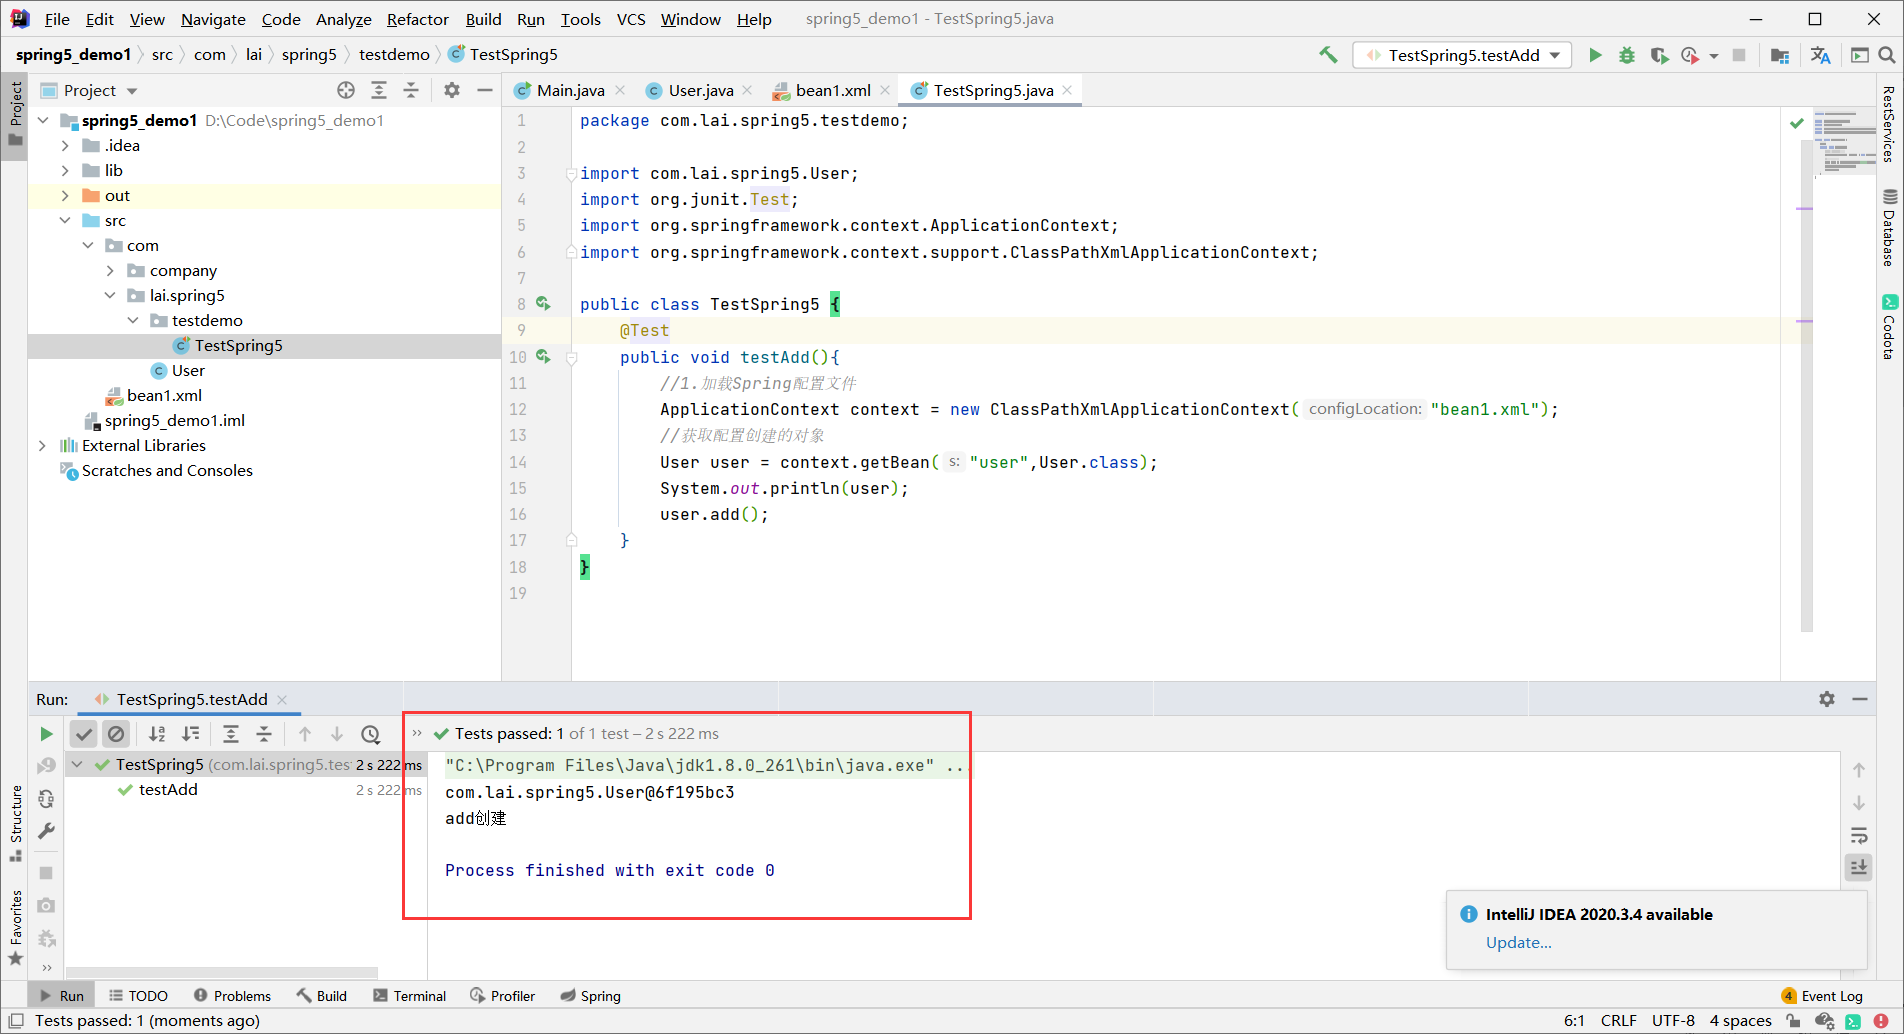 File Edit View Navigate Code Analyze Refactor Build Run Tools VCS Window Help spring5_demo1 - TestSpring5.java
spring5_demo1 src com lai spring5 testdemo TestSpring5 TestSpring5.testAdd
Project
Main.java User.java bean1.xml TestSpring5.java
spring5_demo1 D:\Code\spring5_demo1
.idea
lib
out
src
com
company
lai.spring5
testdemo
TestSpring5
User
bean1.xml
spring5_demo1.iml
External Libraries
Scratches and Consoles
1 package com.lai.spring5.testdemo;
2
3 import com.lai.spring5.User;
4 import org.junit.Test;
5 import org.springframework.context.ApplicationContext;
6 import org.springframework.context.support.ClassPathXmlApplicationContext;
7
8 public class TestSpring5 {
9 @Test
10 public void testAdd(){
11 //1.加载Spring配置文件
12 ApplicationContext context = new ClassPathXmlApplicationContext( configLocation: "bean1.xml");
13 //获取配置创建的对象
14 User user = context.getBean( s: "user",User.class);
15 System.out.println(user);
16 user.add();
17 }
18 }
19
Project
Structure
Favorites
RestServices
Database
Codota
Run: TestSpring5.testAdd
Tests passed: 1 of 1 test – 2 s 222 ms
TestSpring5 (com.lai.spring5.tes 2 s 222 ms
testAdd 2 s 222 ms
"C:\Program Files\Java\jdk1.8.0_261\bin\java.exe" ...
com.lai.spring5.User@6f195bc3
add创建
Process finished with exit code 0
IntelliJ IDEA 2020.3.4 available
Update...
Run TODO Problems Build Terminal Profiler Spring 4 Event Log
Tests passed: 1 (moments ago) 6:1 CRLF UTF-8 4 spaces